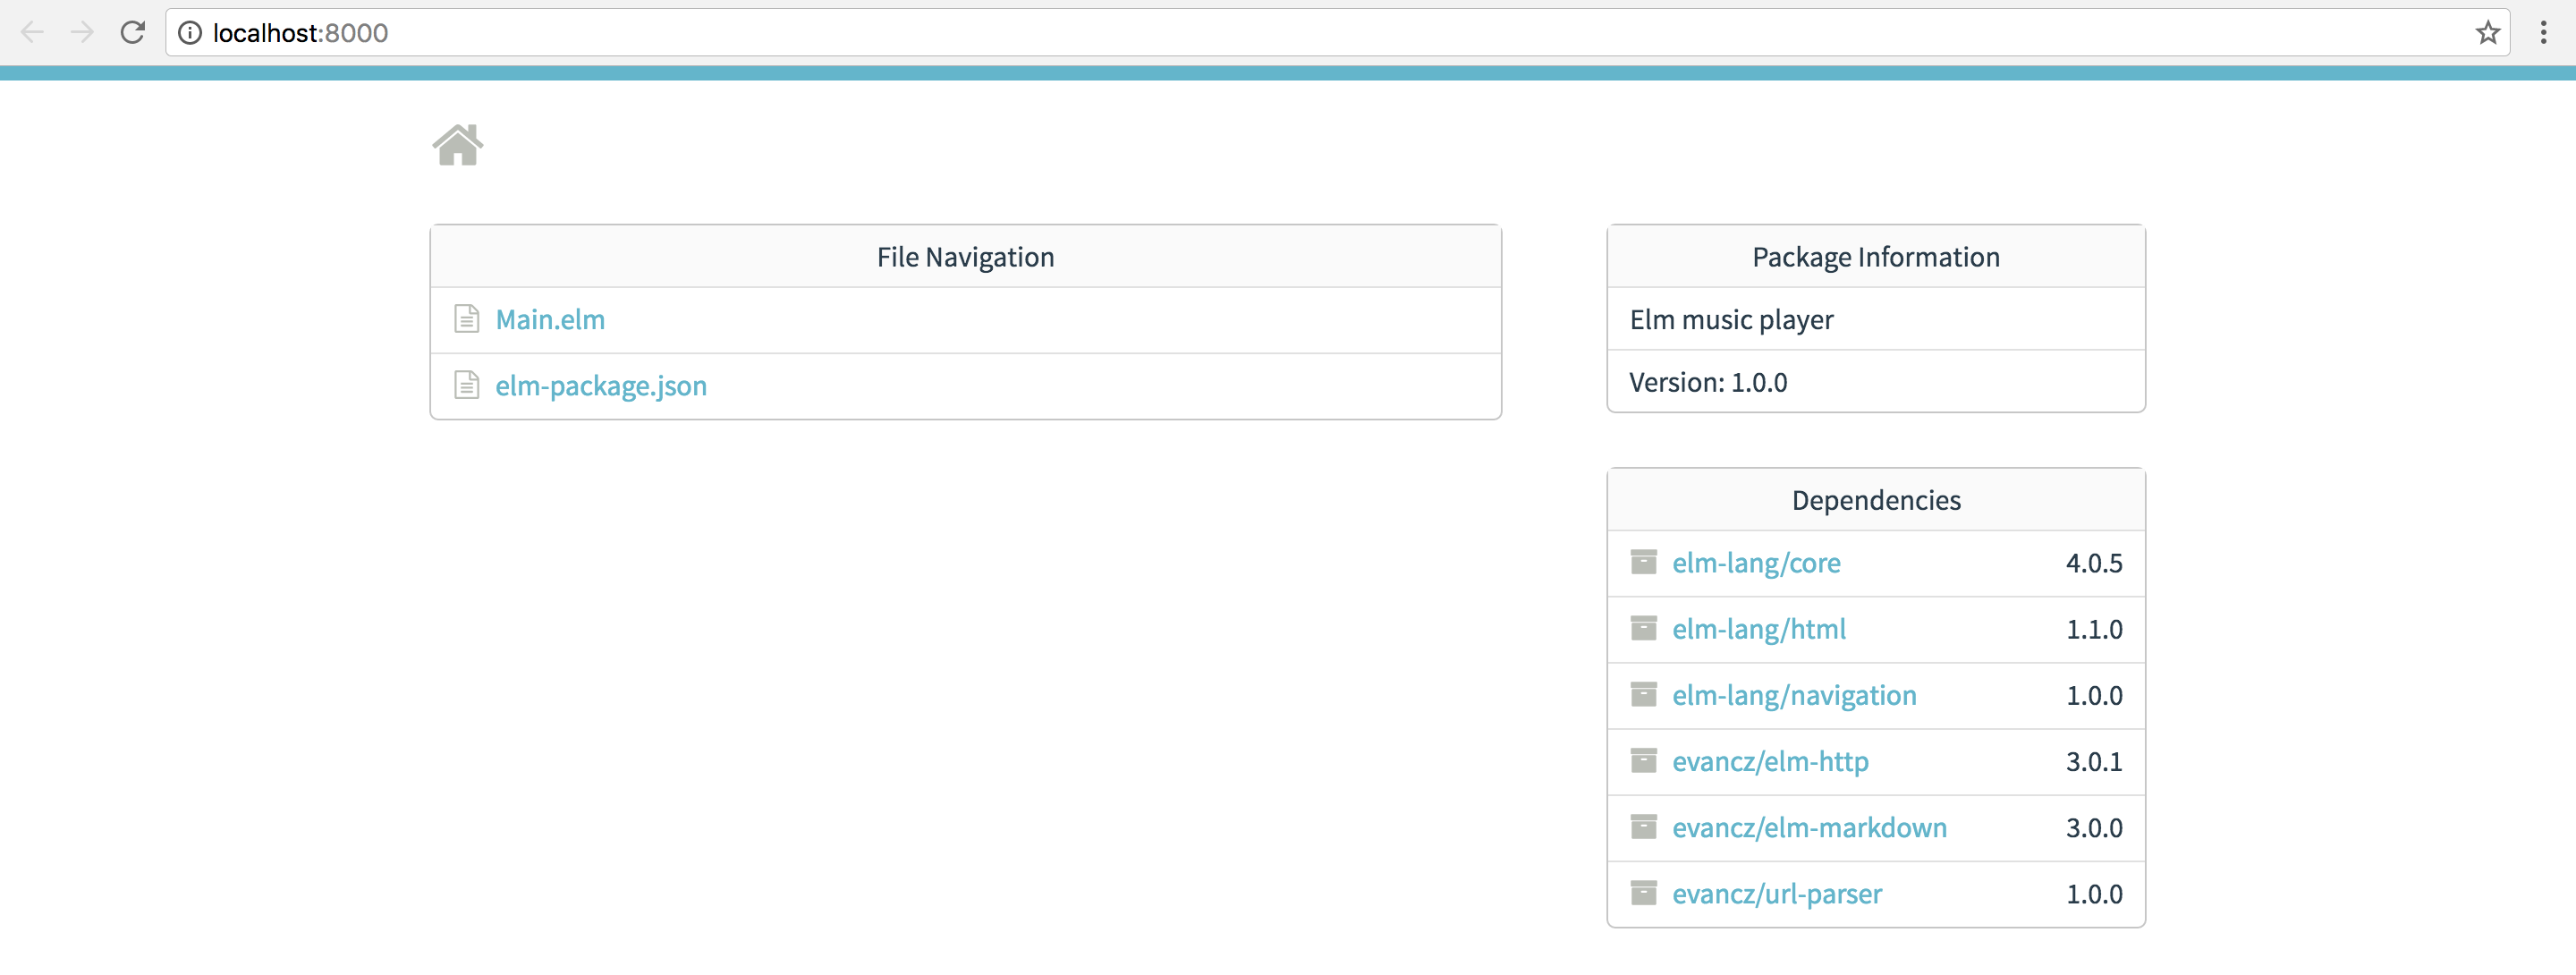 localhost:8000
File Navigation
Main.elm
elm-package.json
Package Information
Elm music player
Version: 1.0.0
Dependencies
elm-lang/core 4.0.5
elm-lang/html 1.1.0
elm-lang/navigation 1.0.0
evancz/elm-http 3.0.1
evancz/elm-markdown 3.0.0
evancz/url-parser 1.0.0